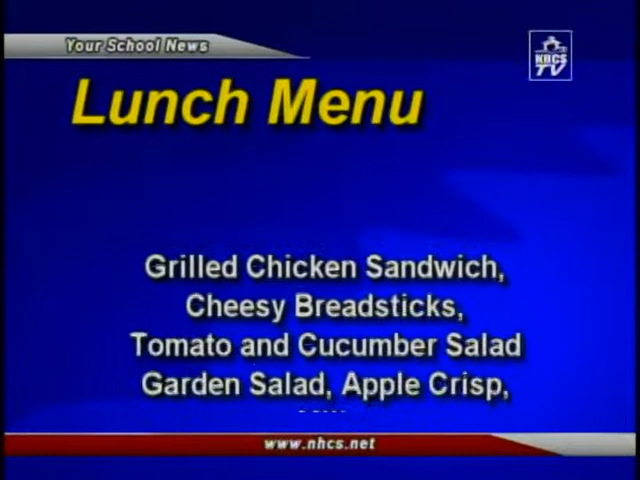 Your School News
NHCS
TV
Lunch Menu
Grilled Chicken Sandwich,
Cheesy Breadsticks,
Tomato and Cucumber Salad
Garden Salad, Apple Crisp,
www.nhcs.net